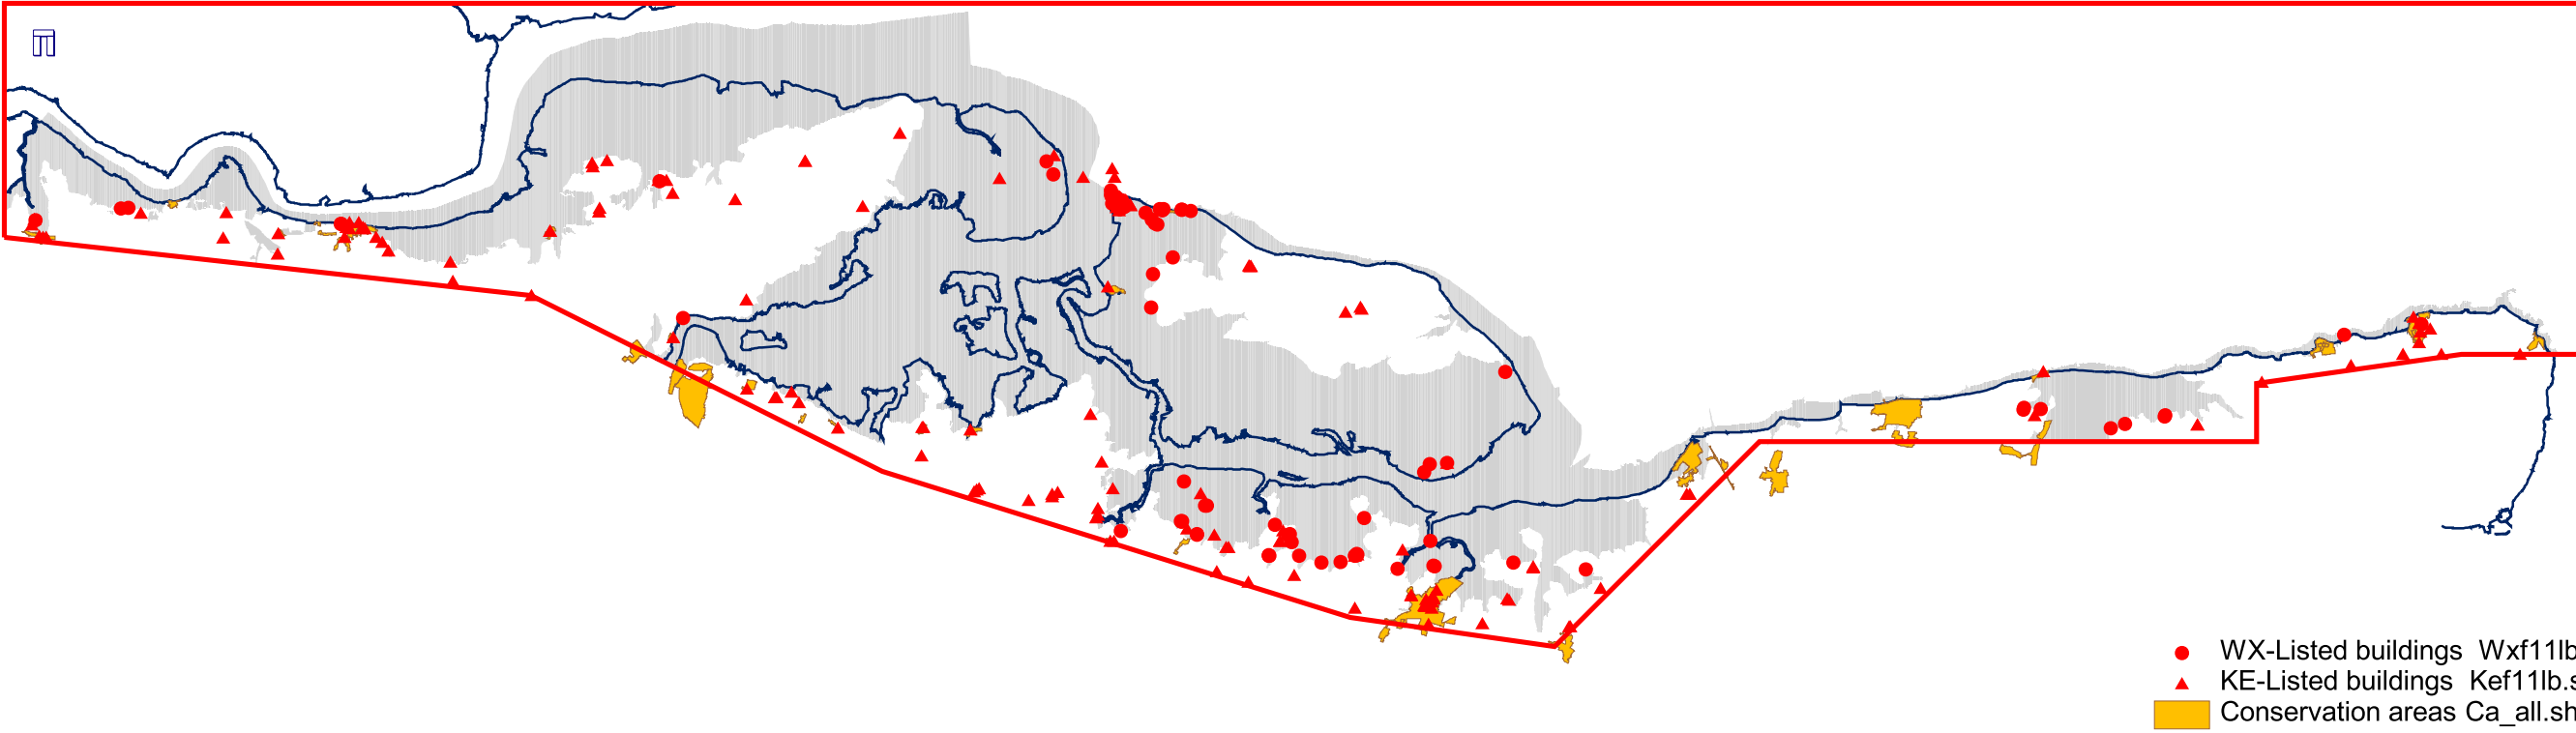 WX-Listed buildings Wxf11lb
KE-Listed buildings Kef11lb.s
Conservation areas Ca_all.sh